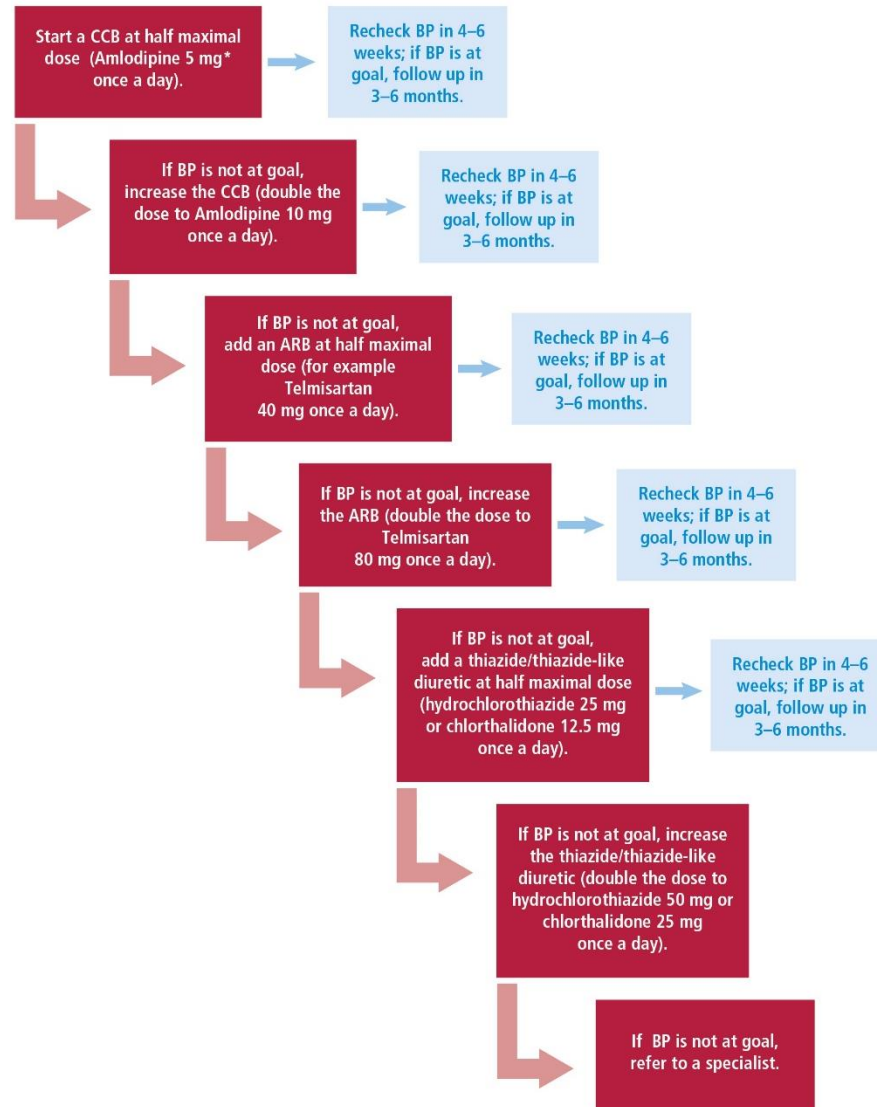 Start a CCB at half maximal
dose  (Amlodipine 5 mg*
once a day).
Recheck BP in 4–6
weeks; if BP is at
goal, follow up in
3–6 months.
If BP is not at goal,
increase the CCB (double the
dose to Amlodipine 10 mg
once a day).
Recheck BP in 4–6
weeks; if BP is at
goal, follow up in
3–6 months.
If BP is not at goal,
add an ARB at half maximal
dose (for example
Telmisartan
40 mg once a day).
Recheck BP in 4–6
weeks; if BP is at
goal, follow up in
3–6 months.
If BP is not at goal, increase
the ARB (double the dose to
Telmisartan
80 mg once a day).
Recheck BP in 4–6
weeks; if BP is at
goal, follow up in
3–6 months.
If BP is not at goal,
add a thiazide/thiazide-like
diuretic at half maximal dose
(hydrochlorothiazide 25 mg
or chlorthalidone 12.5 mg
once a day).
Recheck BP in 4–6
weeks; if BP is at
goal, follow up in
3–6 months.
If BP is not at goal, increase
the thiazide/thiazide-like
diuretic (double the dose to
hydrochlorothiazide 50 mg or
chlorthalidone 25 mg
once a day).
If  BP is not at goal,
refer to a specialist.